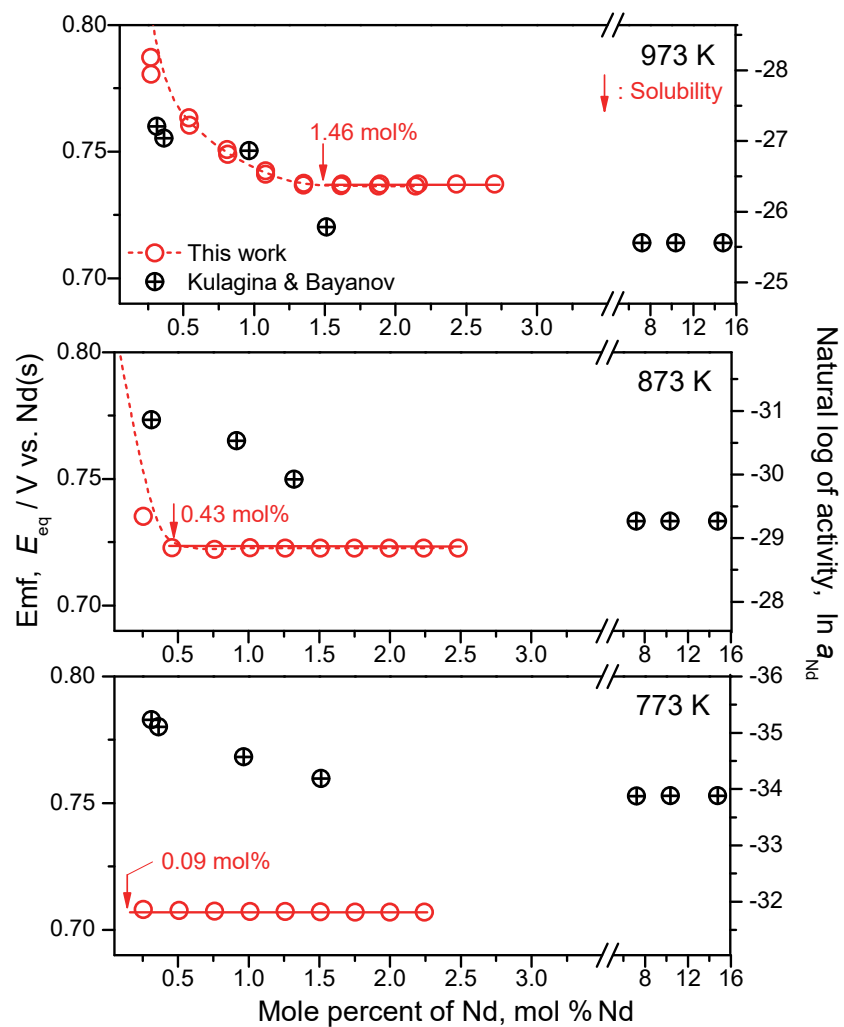 0.80
0.75
0.70
973 K
: Solubility
1.46 mol%
This work
Kulagina & Bayanov
-28
-27
-26
-25
0.5 1.0 1.5 2.0 2.5 3.0 8 12 16
0.80
0.75
0.70
873 K
0.43 mol%
-31
-30
-29
-28
0.5 1.0 1.5 2.0 2.5 3.0 8 12 16
0.80
0.75
0.70
773 K
0.09 mol%
-36
-35
-34
-33
-32
0.5 1.0 1.5 2.0 2.5 3.0 8 12 16
Emf, E_eq / V vs. Nd(s)
Natural log of activity, ln a_Nd
Mole percent of Nd, mol % Nd